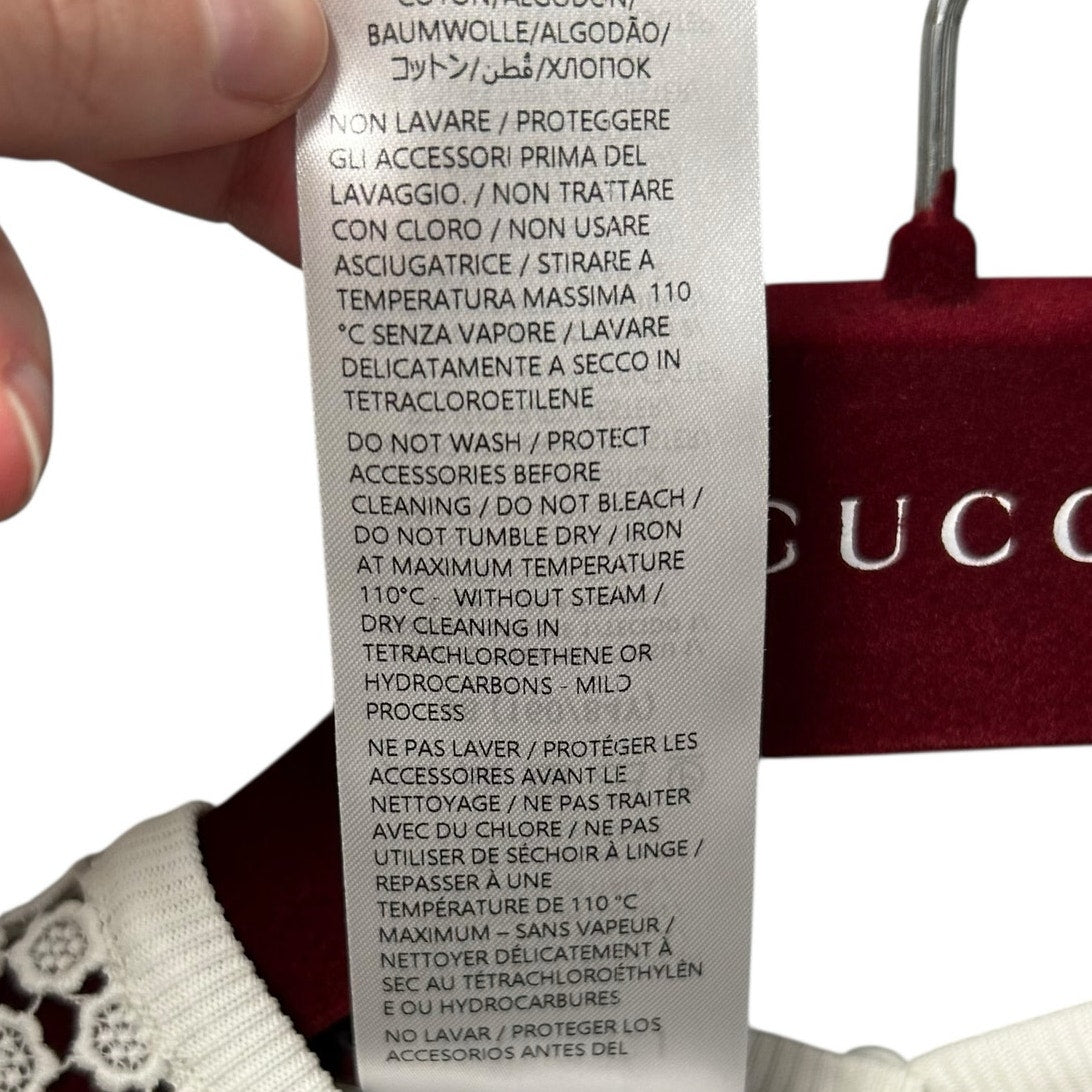 COTON/ALGODÓN/
BAUMWOLLE/ALGODÃO/
コットン/قُطن/ХЛОПОК
NON LAVARE / PROTEGGERE
GLI ACCESSORI PRIMA DEL
LAVAGGIO. / NON TRATTARE
CON CLORO / NON USARE
ASCIUGATRICE / STIRARE A
TEMPERATURA MASSIMA 110
°C SENZA VAPORE / LAVARE
DELICATAMENTE A SECCO IN
TETRACLOROETILENE
DO NOT WASH / PROTECT
ACCESSORIES BEFORE
CLEANING / DO NOT BLEACH /
DO NOT TUMBLE DRY / IRON
AT MAXIMUM TEMPERATURE
110°C - WITHOUT STEAM /
DRY CLEANING IN
TETRACHLOROETHENE OR
HYDROCARBONS - MILD
PROCESS
NE PAS LAVER / PROTÉGER LES
ACCESSOIRES AVANT LE
NETTOYAGE / NE PAS TRAITER
AVEC DU CHLORE / NE PAS
UTILISER DE SÉCHOIR À LINGE /
REPASSER À UNE
TEMPÉRATURE DE 110 °C
MAXIMUM – SANS VAPEUR /
NETTOYER DÉLICATEMENT À
SEC AU TÉTRACHLOROÉTHYLÈN
E OU HYDROCARBURES
NO LAVAR / PROTEGER LOS
ACCESORIOS ANTES DEL
GUCC